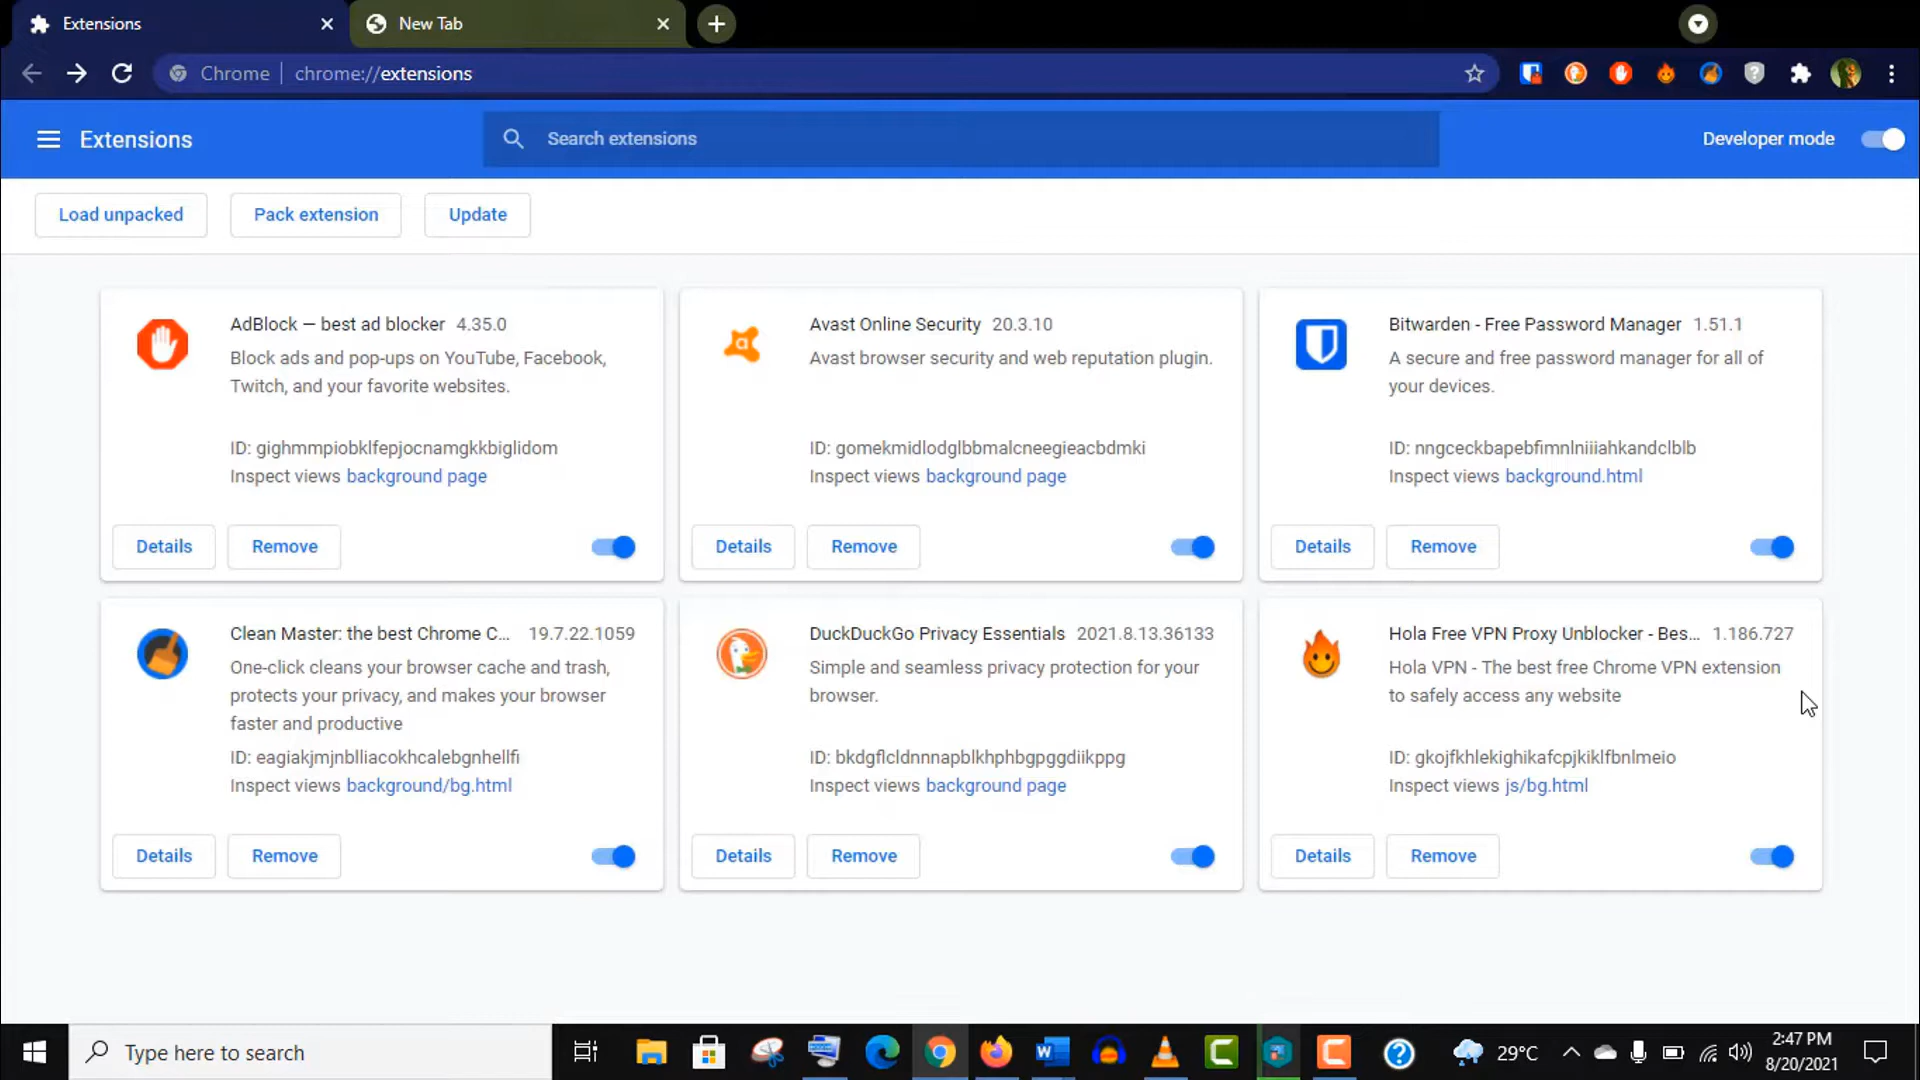 Extensions
New Tab
Chrome
chrome://extensions
Extensions
Search extensions
Developer mode
Load unpacked
Pack extension
Update
AdBlock — best ad blocker 4.35.0
Block ads and pop-ups on YouTube, Facebook,
Twitch, and your favorite websites.
ID: gighmmpiobklfepjocnamgkkbiglidom
Inspect views background page
Details
Remove
Avast Online Security 20.3.10
Avast browser security and web reputation plugin.
ID: gomekmidlodglbbmalcneegieacbdmki
Inspect views background page
Details
Remove
Bitwarden - Free Password Manager 1.51.1
A secure and free password manager for all of
your devices.
ID: nngceckbapebfimnlniiiahkandclblb
Inspect views background.html
Details
Remove
Clean Master: the best Chrome C... 19.7.22.1059
One-click cleans your browser cache and trash,
protects your privacy, and makes your browser
faster and productive
ID: eagiakjmjnblliacokhcalebgnhellfi
Inspect views background/bg.html
Details
Remove
DuckDuckGo Privacy Essentials 2021.8.13.36133
Simple and seamless privacy protection for your
browser.
ID: bkdgflcldnnnapblkhphbgpggdiikppg
Inspect views background page
Details
Remove
Hola Free VPN Proxy Unblocker - Bes... 1.186.727
Hola VPN - The best free Chrome VPN extension
to safely access any website
ID: gkojfkhlekighikafcpjkiklfbnlmeio
Inspect views js/bg.html
Details
Remove
Type here to search
29°C
2:47 PM
8/20/2021